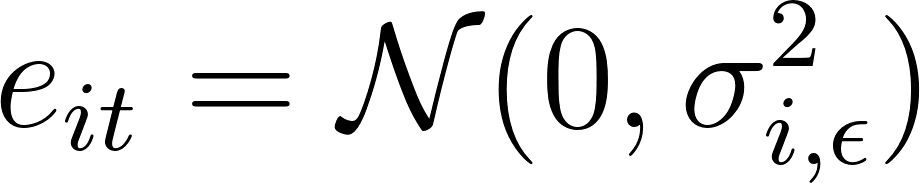 e_{it} = \mathcal{N}(0, \sigma^2_{i,\epsilon})